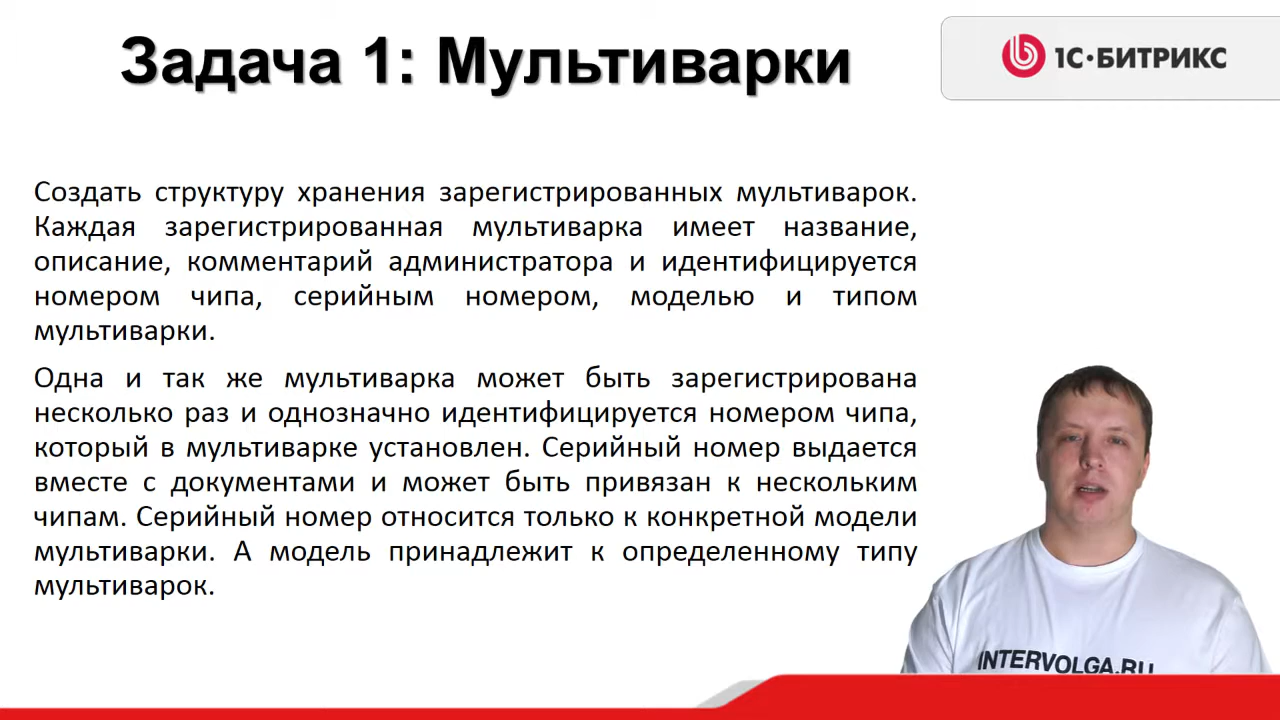 Задача 1: Мультиварки
1С·БИТРИКС
Создать структуру хранения зарегистрированных мультиварок.
Каждая зарегистрированная мультиварка имеет название,
описание, комментарий администратора и идентифицируется
номером чипа, серийным номером, моделью и типом
мультиварки.
Одна и так же мультиварка может быть зарегистрирована
несколько раз и однозначно идентифицируется номером чипа,
который в мультиварке установлен. Серийный номер выдается
вместе с документами и может быть привязан к нескольким
чипам. Серийный номер относится только к конкретной модели
мультиварки. А модель принадлежит к определенному типу
мультиварок.
INTERVOLGA.RU